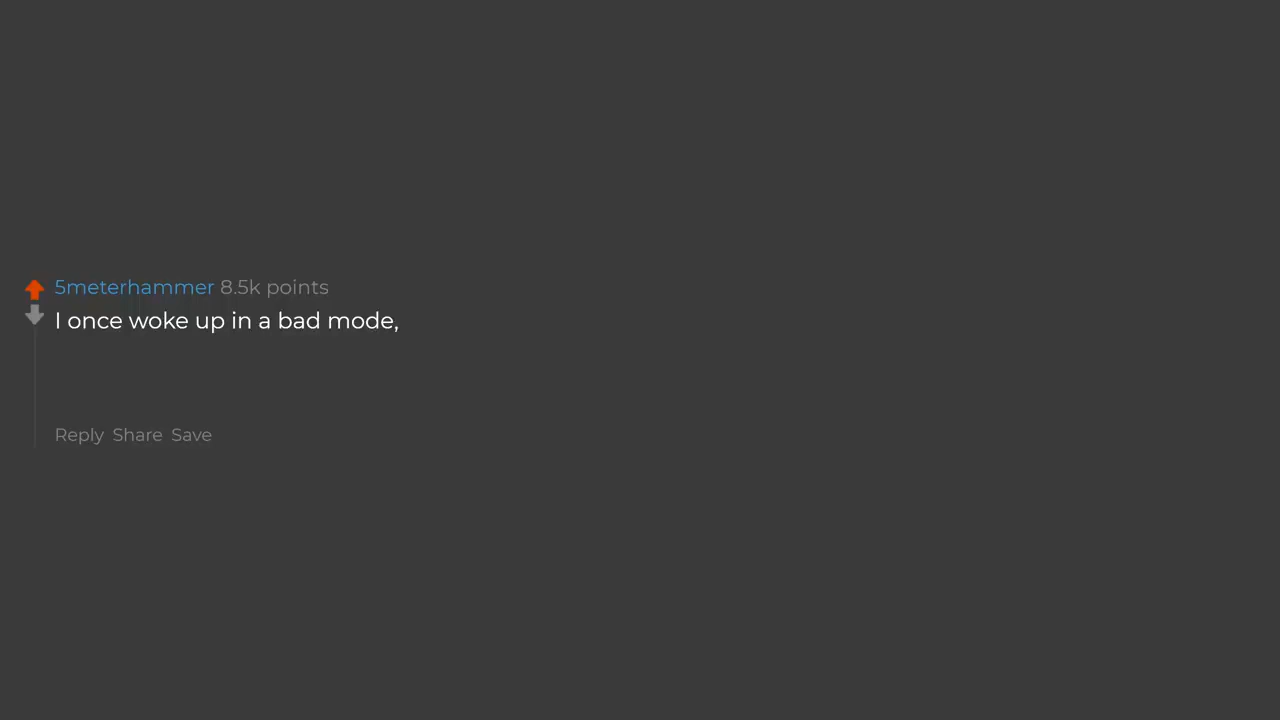 5meterhammer 8.5k points
I once woke up in a bad mode,
Reply Share Save